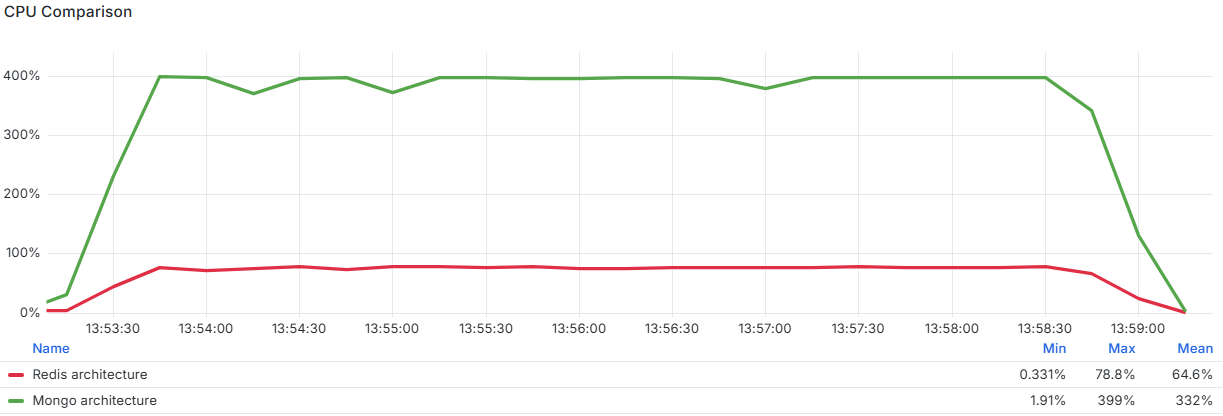 CPU Comparison
400%
300%
200%
100%
0%
13:53:30 13:54:00 13:54:30 13:55:00 13:55:30 13:56:00 13:56:30 13:57:00 13:57:30 13:58:00 13:58:30 13:59:00
Name Min Max Mean
Redis architecture 0.331% 78.8% 64.6%
Mongo architecture 1.91% 399% 332%